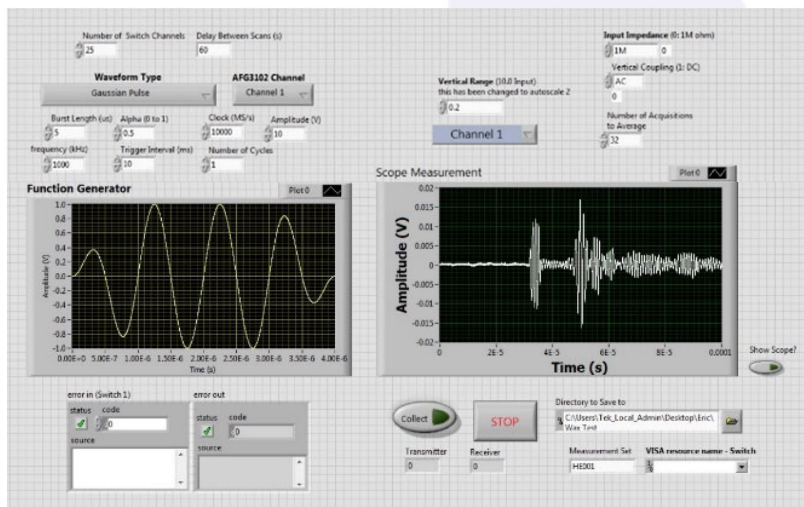 Number of Switch Channels
25
Delay Between Scans (s)
60
Waveform Type
Gaussian Pulse
AFG3102 Channel
Channel 1
Burst Length (us)
5
Alpha (0 to 1)
0.5
Clock (MS/s)
10000
Amplitude (V)
10
frequency (kHz)
1000
Trigger Interval (ms)
10
Number of Cycles
1
Input Impedance (0: 1M ohm)
1M
0
Vertical Coupling (1: DC)
AC
0
Vertical Range (10.0 Input)
this has been changed to autoscale 2
0.2
Channel 1
Number of Acquisitions
to Average
32
Function Generator
Plot 0
Amplitude (V)
1.0
0.8
0.6
0.4
0.2
0.0
-0.2
-0.4
-0.6
-0.8
-1.0
0.00E+0 5.00E-7 1.00E-6 1.50E-6 2.00E-6 2.50E-6 3.00E-6 3.50E-6 4.00E-6
Time (s)
Scope Measurement
Plot 0
Amplitude (V)
0.02
0.015
0.01
0.005
0
-0.005
-0.01
-0.015
-0.02
0 2E-5 4E-5 6E-5 8E-5 0.0001
Time (s)
Show Scope?
error in (Switch 1)
status code
0
source
error out
status code
0
source
Collect
STOP
Transmitter
0
Receiver
0
Directory to Save to
C:\Users\Tek_Local_Admin\Desktop\Eric\
Wax Test
Measurement Set
HE001
VISA resource name - Switch